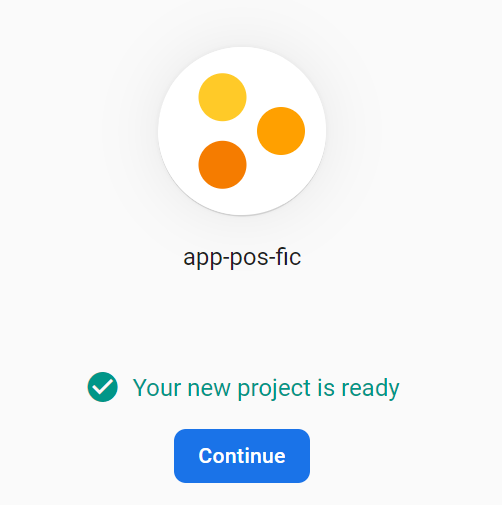 app-pos-fic
Your new project is ready
Continue